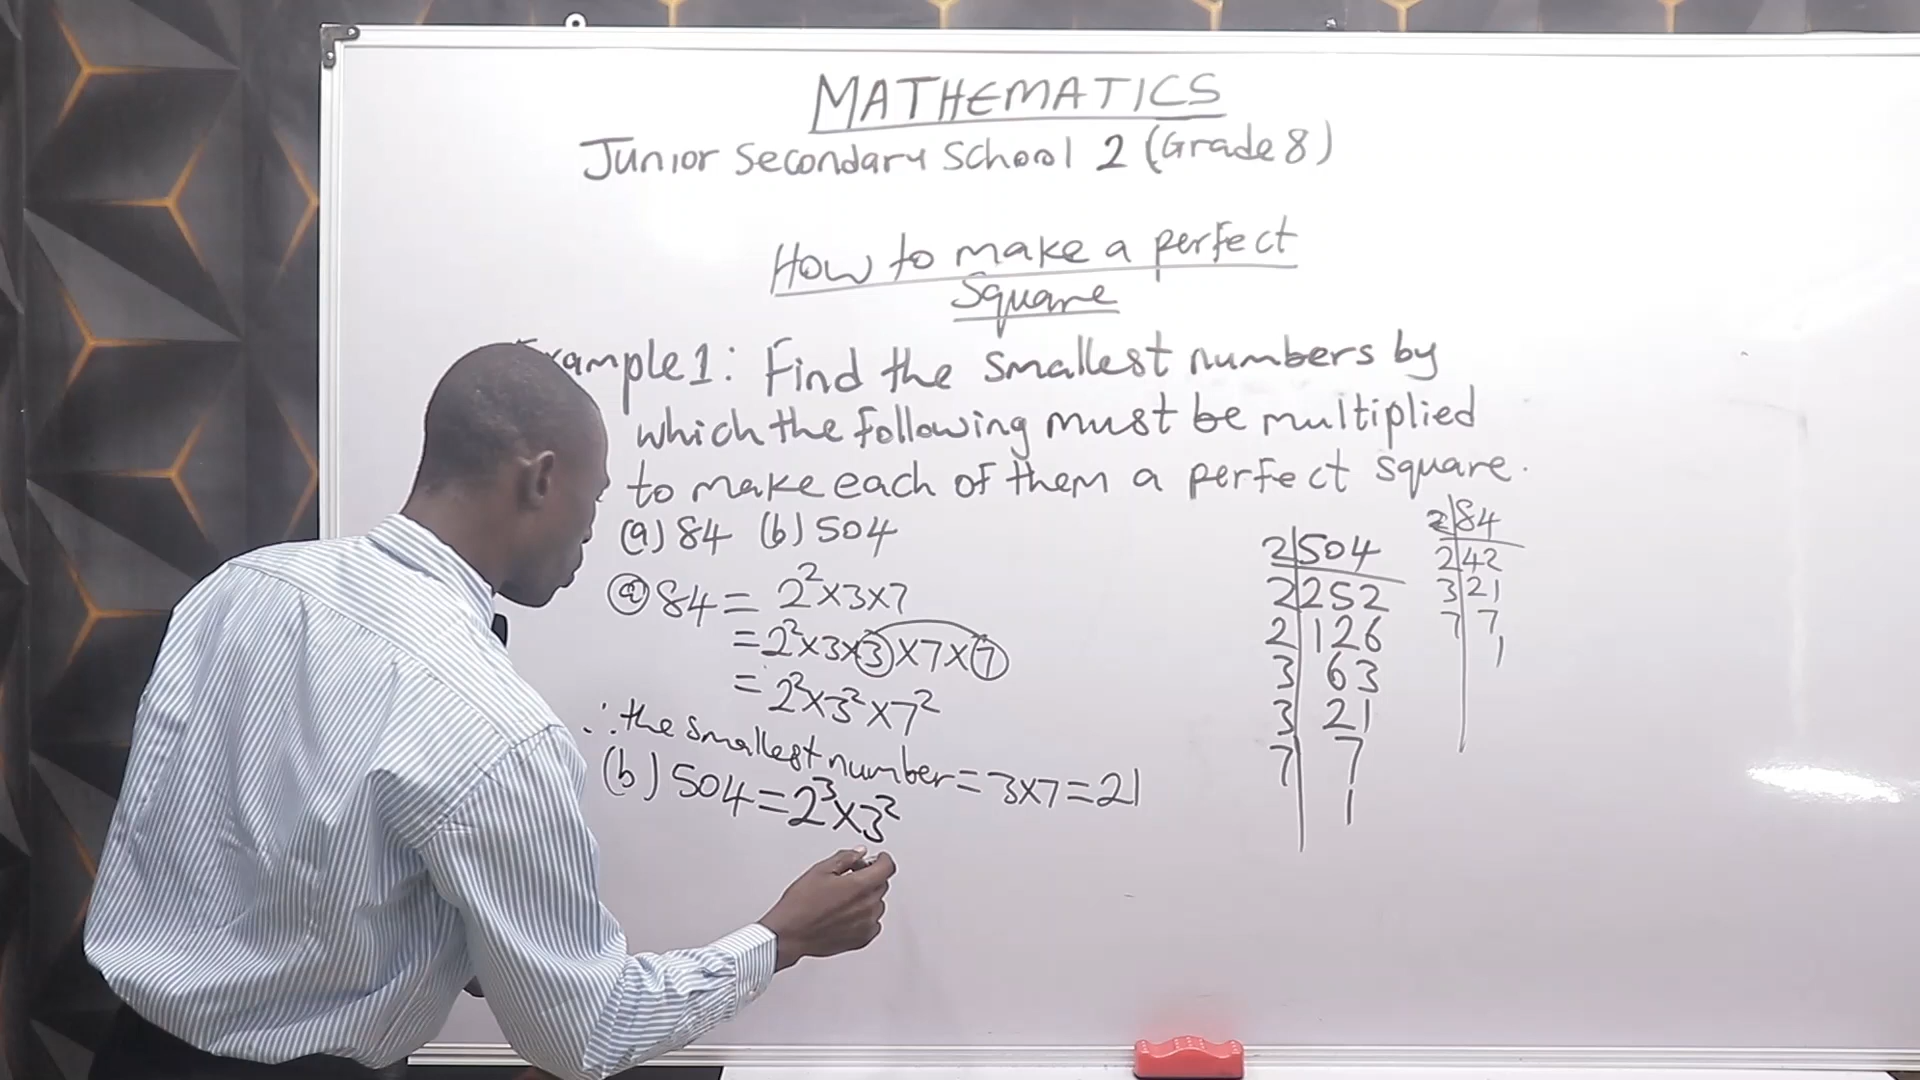 MATHEMATICS
Junior Secondary School 2 (Grade 8)
How to make a perfect
Square
Example1: Find the smallest numbers by
which the following must be multiplied
to make each of them a perfect square.
(a) 84 (b) 504
(a) 84 = 2²×3×7
= 2²×3×3×7×7
= 2²×3²×7²
∴ the smallest number = 3×7=21
(b) 504 = 2³×3²
2|504
2|252
2|126
3|63
3|21
7|7
|1
2|84
2|42
3|21
7|7
|1